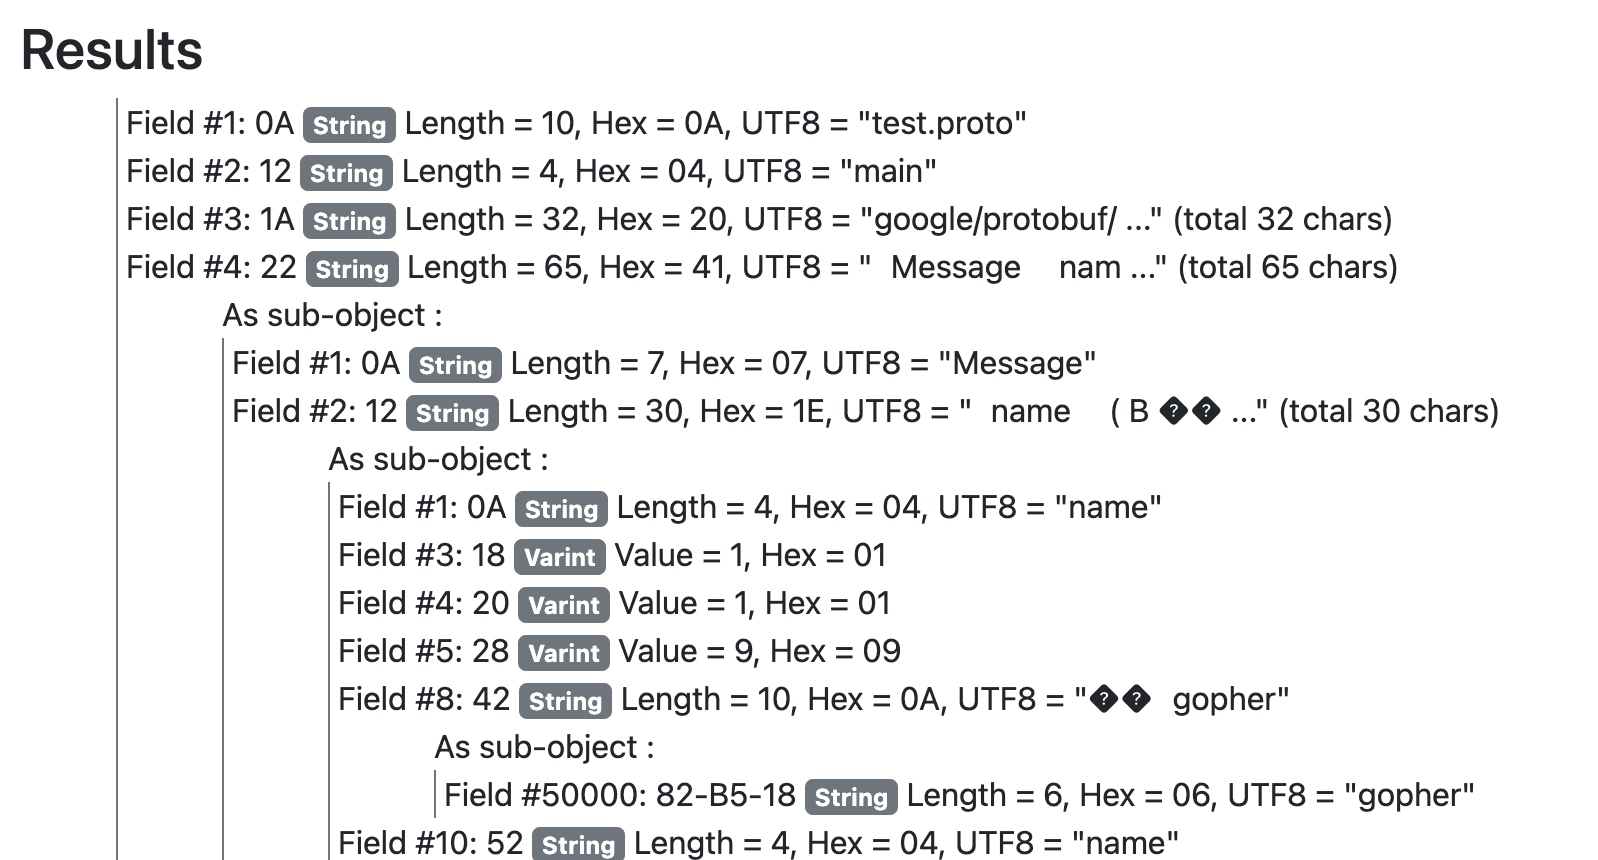 Results
Field #1: 0A String Length = 10, Hex = 0A, UTF8 = "test.proto"
Field #2: 12 String Length = 4, Hex = 04, UTF8 = "main"
Field #3: 1A String Length = 32, Hex = 20, UTF8 = "google/protobuf/ ..." (total 32 chars)
Field #4: 22 String Length = 65, Hex = 41, UTF8 = " Message nam ..." (total 65 chars)
As sub-object :
Field #1: 0A String Length = 7, Hex = 07, UTF8 = "Message"
Field #2: 12 String Length = 30, Hex = 1E, UTF8 = " name ( B �� ..." (total 30 chars)
As sub-object :
Field #1: 0A String Length = 4, Hex = 04, UTF8 = "name"
Field #3: 18 Varint Value = 1, Hex = 01
Field #4: 20 Varint Value = 1, Hex = 01
Field #5: 28 Varint Value = 9, Hex = 09
Field #8: 42 String Length = 10, Hex = 0A, UTF8 = "�� gopher"
As sub-object :
Field #50000: 82-B5-18 String Length = 6, Hex = 06, UTF8 = "gopher"
Field #10: 52 String Length = 4, Hex = 04, UTF8 = "name"